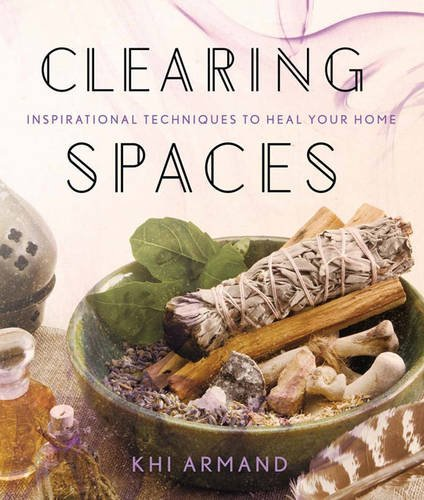 CLEARING
INSPIRATIONAL TECHNIQUES TO HEAL YOUR HOME
SPACES
KHI ARMAND